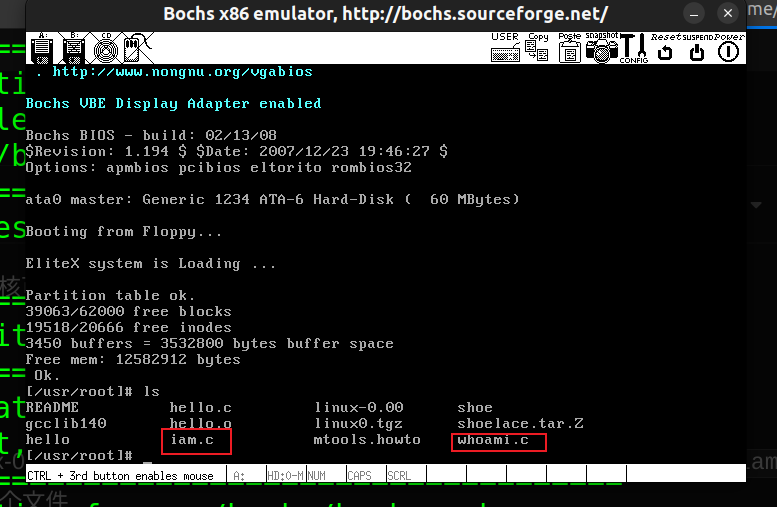 Bochs x86 emulator, http://bochs.sourceforge.net/
A: B: CD USER Copy Paste snapshot CONFIG Reset SUSPEND Power
. http://www.nongnu.org/vgabios
Bochs VBE Display Adapter enabled
Bochs BIOS - build: 02/13/08
$Revision: 1.194 $ $Date: 2007/12/23 19:46:27 $
Options: apmbios pcibios eltorito rombios32
ata0 master: Generic 1234 ATA-6 Hard-Disk ( 60 MBytes)
Booting from Floppy...
EliteX system is Loading ...
Partition table ok.
39063/62000 free blocks
19518/20666 free inodes
3450 buffers = 3532800 bytes buffer space
Free mem: 12582912 bytes
Ok.
[/usr/root]# ls
README hello.c linux-0.00 shoe
gcclib140 hello.o linux0.tgz shoelace.tar.Z
hello iam.c mtools.howto whoami.c
[/usr/root]# _
CTRL + 3rd button enables mouse A: HD:0-M NUM CAPS SCRL
个文件